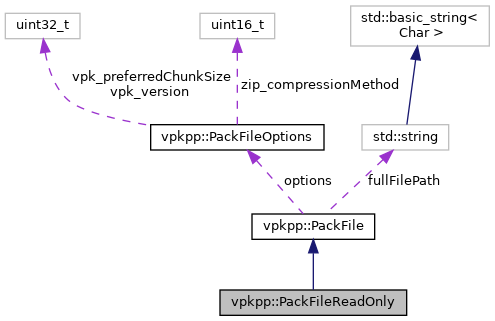 uint32_t
uint16_t
std::basic_string<
Char >
vpk_preferredChunkSize
vpk_version
zip_compressionMethod
vpkpp::PackFileOptions
std::string
options
fullFilePath
vpkpp::PackFile
vpkpp::PackFileReadOnly